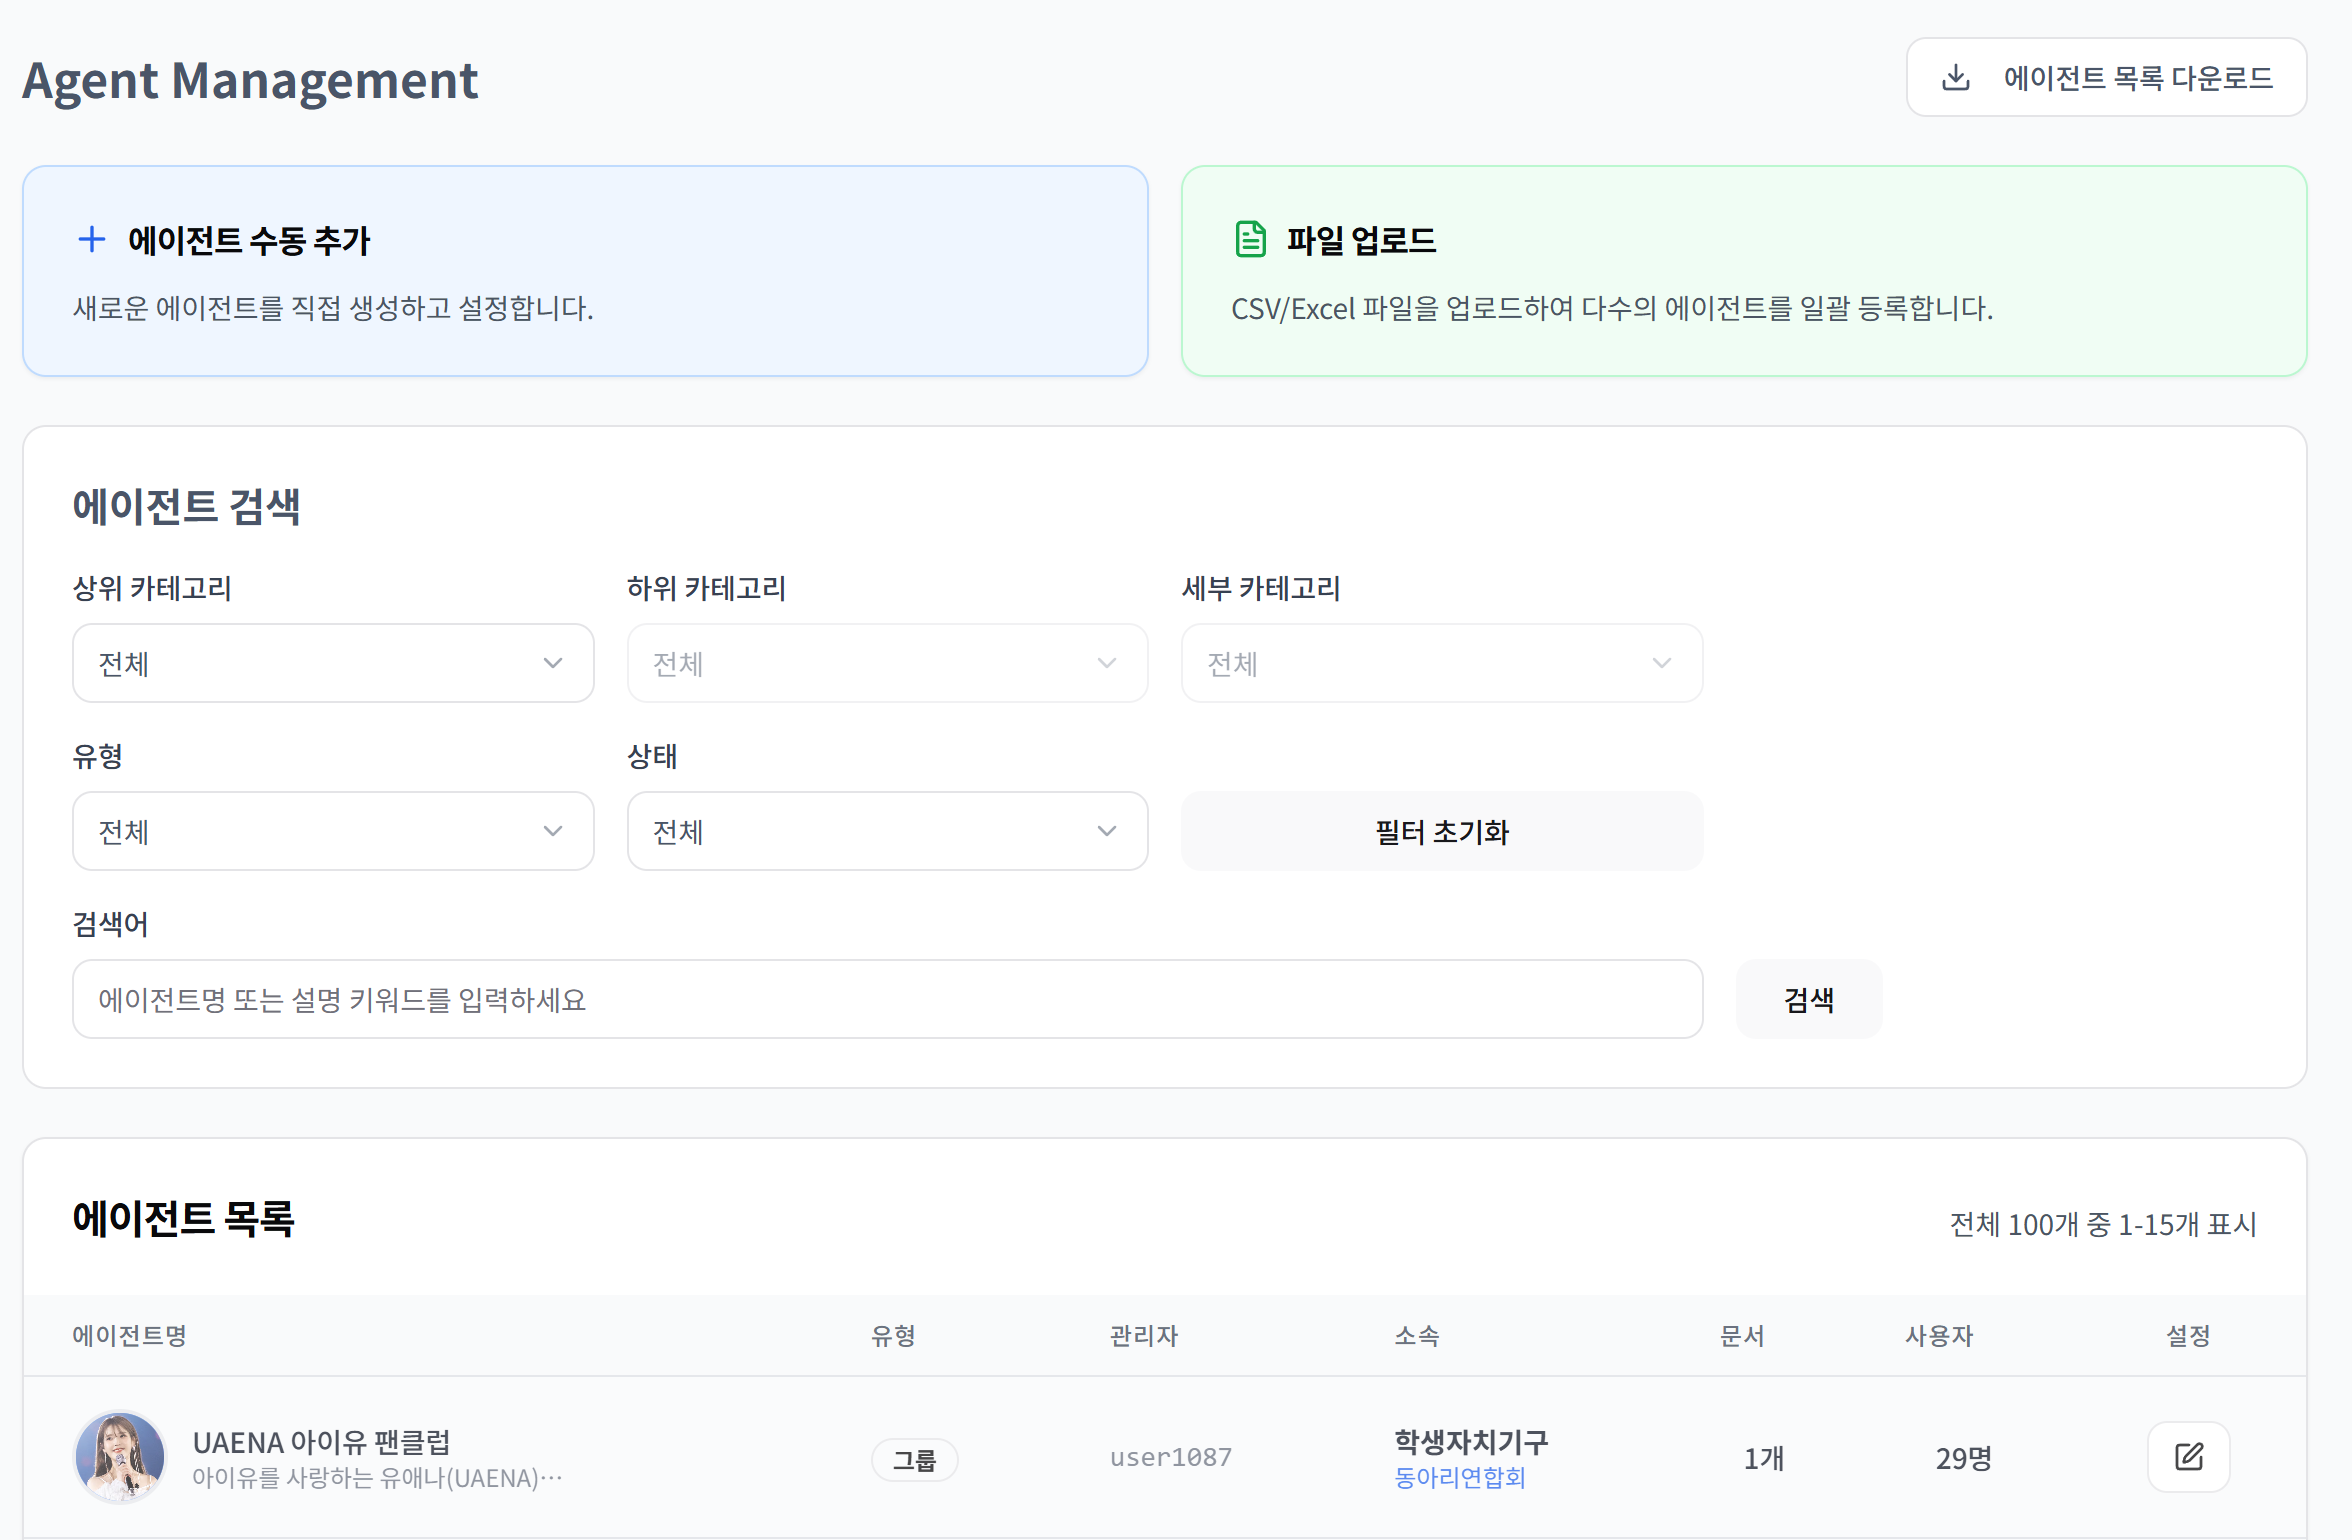 Agent Management
에이전트 목록 다운로드
에이전트 수동 추가
새로운 에이전트를 직접 생성하고 설정합니다.
파일 업로드
CSV/Excel 파일을 업로드하여 다수의 에이전트를 일괄 등록합니다.
에이전트 검색
상위 카테고리
하위 카테고리
세부 카테고리
전체
전체
전체
유형
상태
전체
전체
필터 초기화
검색어
에이전트명 또는 설명 키워드를 입력하세요
검색
에이전트 목록
전체 100개 중 1-15개 표시
에이전트명 유형 관리자 소속 문서 사용자 설정
UAENA 아이유 팬클럽
아이유를 사랑하는 유애나(UAENA)…
그룹
user1087
학생자치기구
동아리연합회
1개
29명